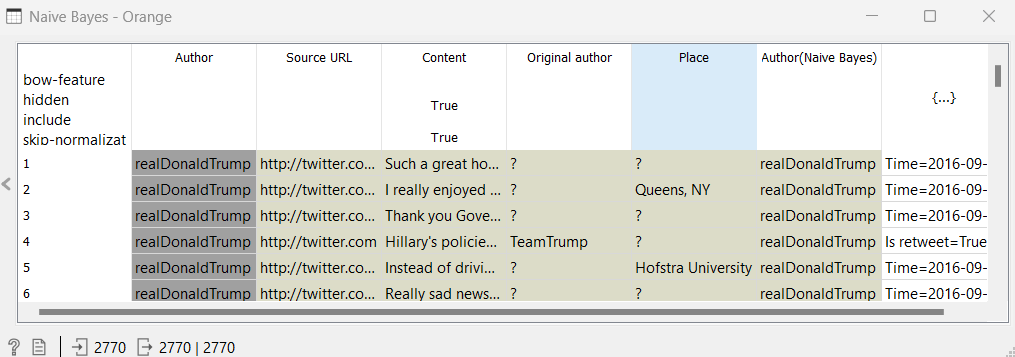 Naive Bayes - Orange
Author Source URL Content Original author Place Author(Naive Bayes)
bow-feature
hidden True {...}
include
skip-normalizat True
1 realDonaldTrump http://twitter.co... Such a great ho... ? ? realDonaldTrump Time=2016-09-
2 realDonaldTrump http://twitter.co... I really enjoyed ... ? Queens, NY realDonaldTrump Time=2016-09-
3 realDonaldTrump http://twitter.co... Thank you Gove... ? ? realDonaldTrump Time=2016-09-
4 realDonaldTrump http://twitter.com Hillary's policie... TeamTrump ? realDonaldTrump Is retweet=True
5 realDonaldTrump http://twitter.co... Instead of drivi... ? Hofstra University realDonaldTrump Time=2016-09-
6 realDonaldTrump http://twitter.co... Really sad news... ? ? realDonaldTrump Time=2016-09-
? 2770 2770 | 2770